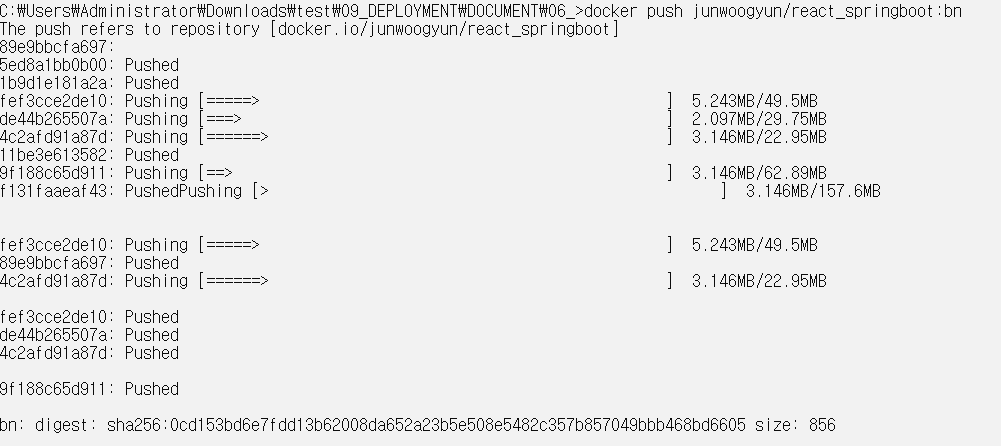 C:₩Users₩Administrator₩Downloads₩test₩09_DEPLOYMENT₩DOCUMENT₩06_>docker push junwoogyun/react_springboot:bn
The push refers to repository [docker.io/junwoogyun/react_springboot]
89e9bbcfa697:
5ed8a1bb0b00: Pushed
1b9d1e181a2a: Pushed
fef3cce2de10: Pushing [=====>                                             ]  5.243MB/49.5MB
de44b265507a: Pushing [===>                                               ]  2.097MB/29.75MB
4c2afd91a87d: Pushing [======>                                            ]  3.146MB/22.95MB
11be3e613582: Pushed
9f188c65d911: Pushing [==>                                                ]  3.146MB/62.89MB
f131faaeaf43: PushedPushing [>                                                  ]  3.146MB/157.6MB
fef3cce2de10: Pushing [=====>                                             ]  5.243MB/49.5MB
89e9bbcfa697: Pushed
4c2afd91a87d: Pushing [======>                                            ]  3.146MB/22.95MB
fef3cce2de10: Pushed
de44b265507a: Pushed
4c2afd91a87d: Pushed
9f188c65d911: Pushed
bn: digest: sha256:0cd153bd6e7fdd13b62008da652a23b5e508e5482c357b857049bbb468bd6605 size: 856